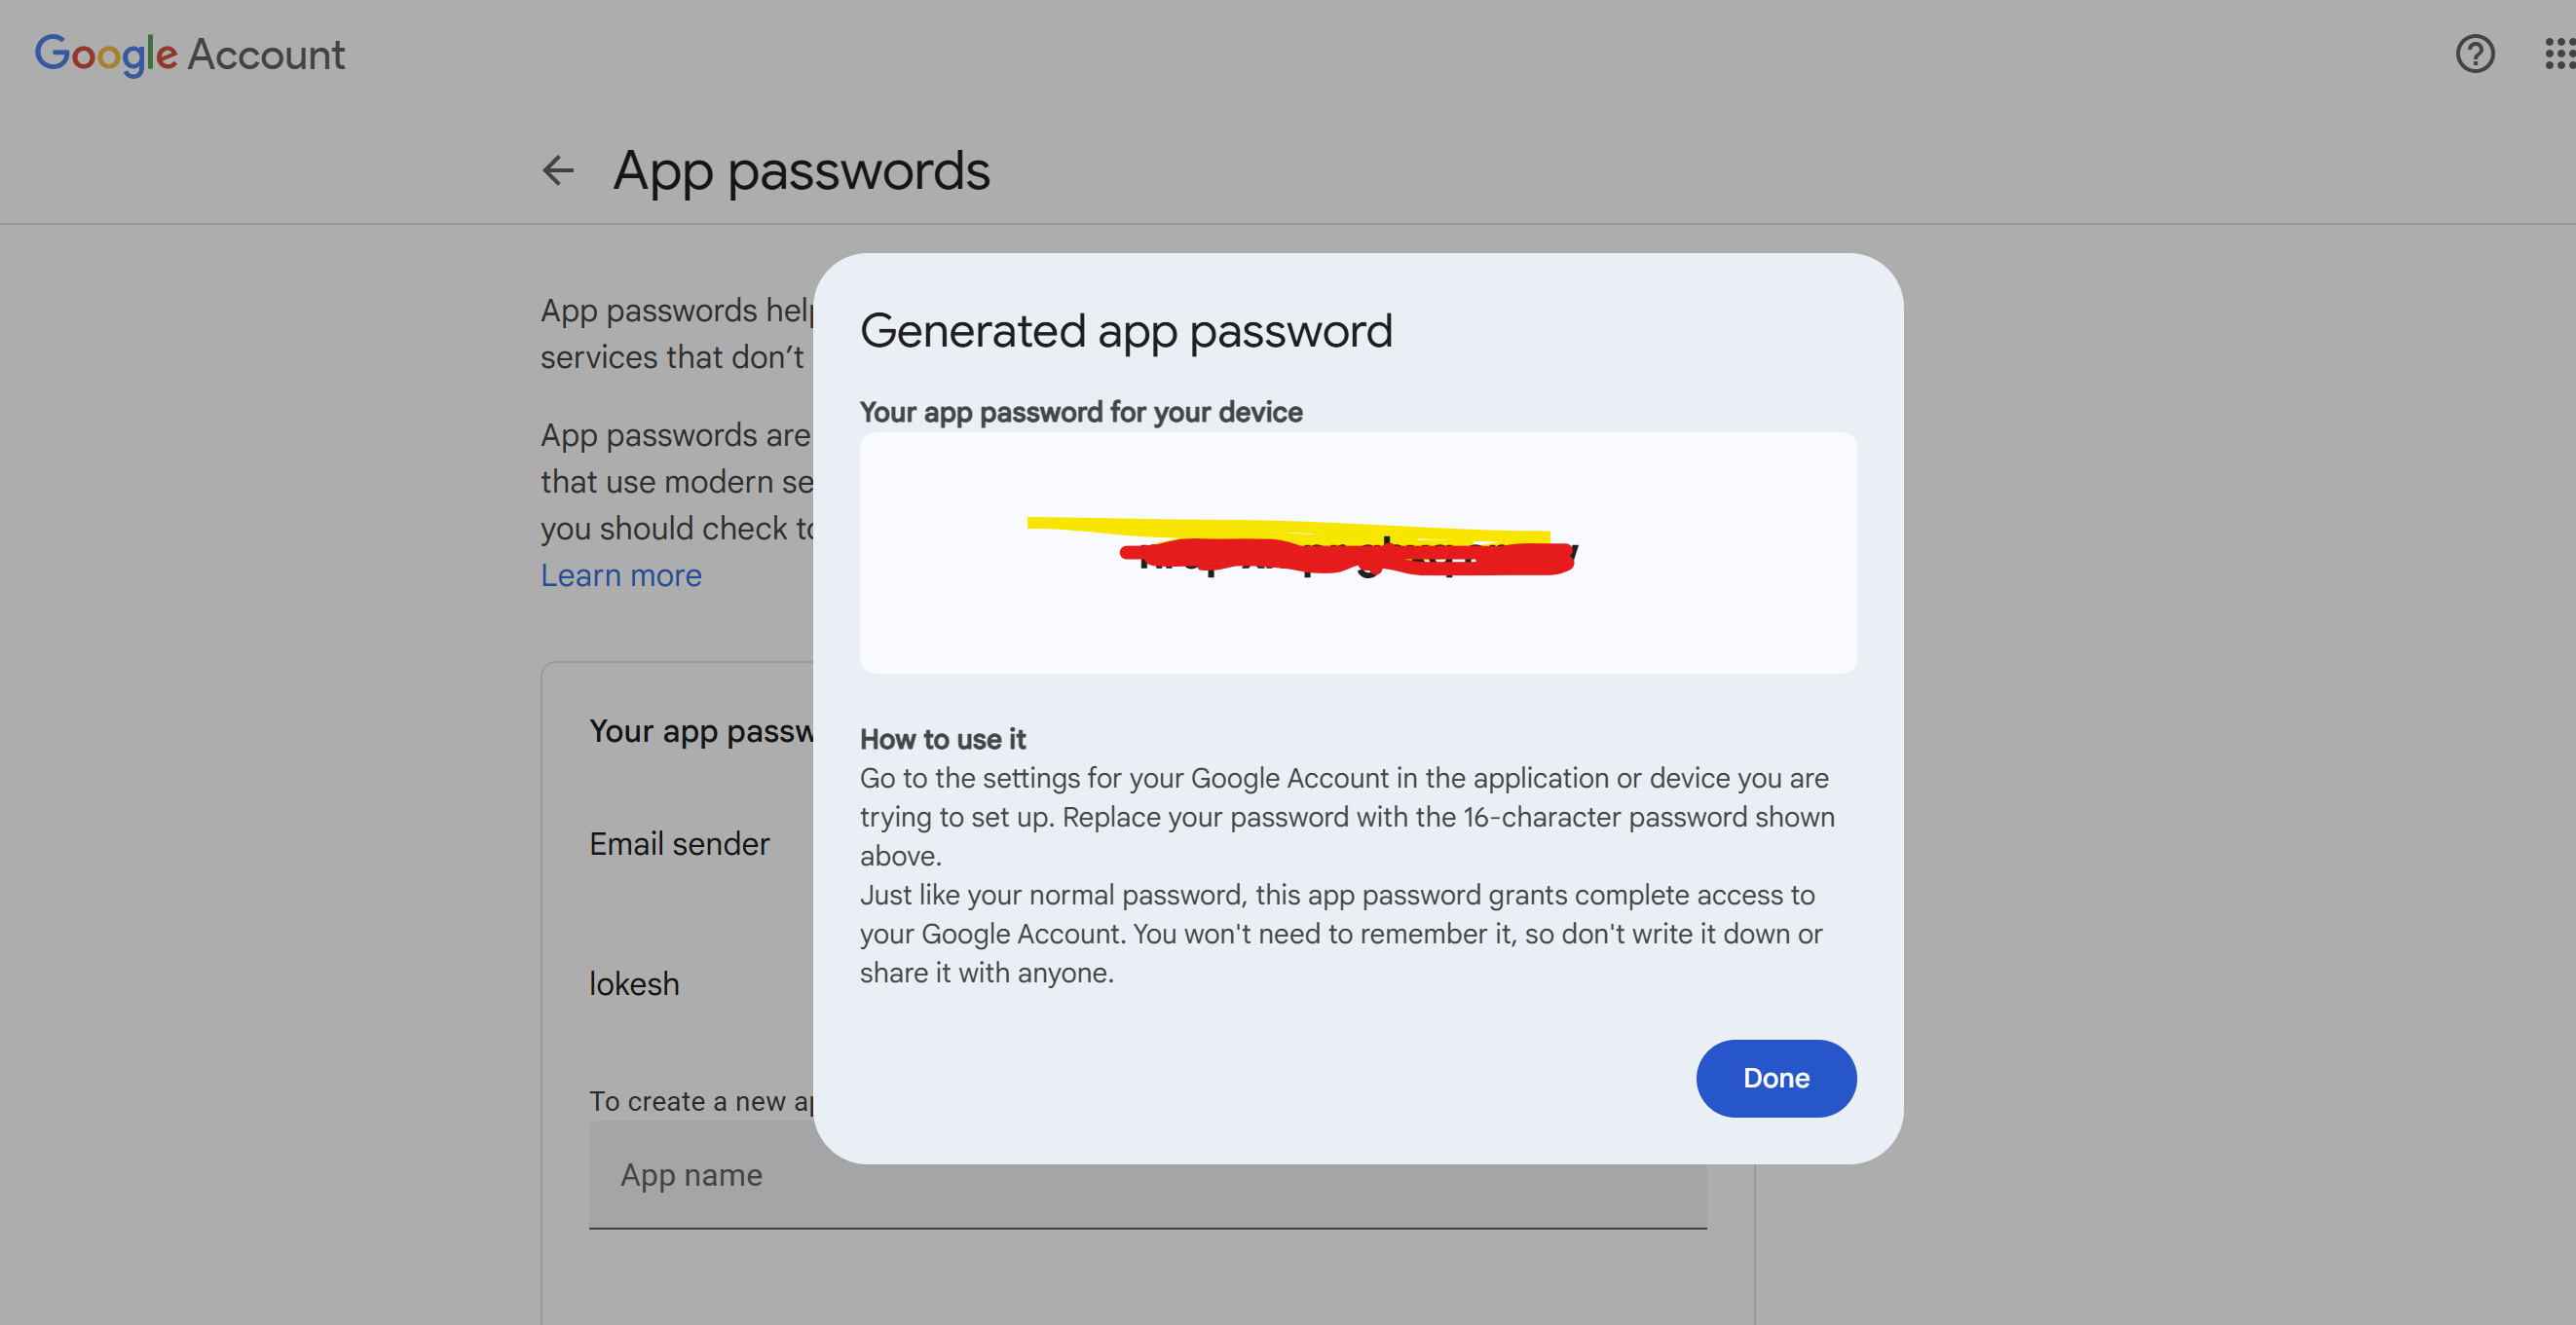 Google Account
App passwords
App passwords help
services that don't
App passwords are
that use modern se
you should check to
Learn more
Your app passw
Email sender
lokesh
To create a new ap
App name
Generated app password
Your app password for your device
How to use it
Go to the settings for your Google Account in the application or device you are
trying to set up. Replace your password with the 16-character password shown
above.
Just like your normal password, this app password grants complete access to
your Google Account. You won't need to remember it, so don't write it down or
share it with anyone.
Done